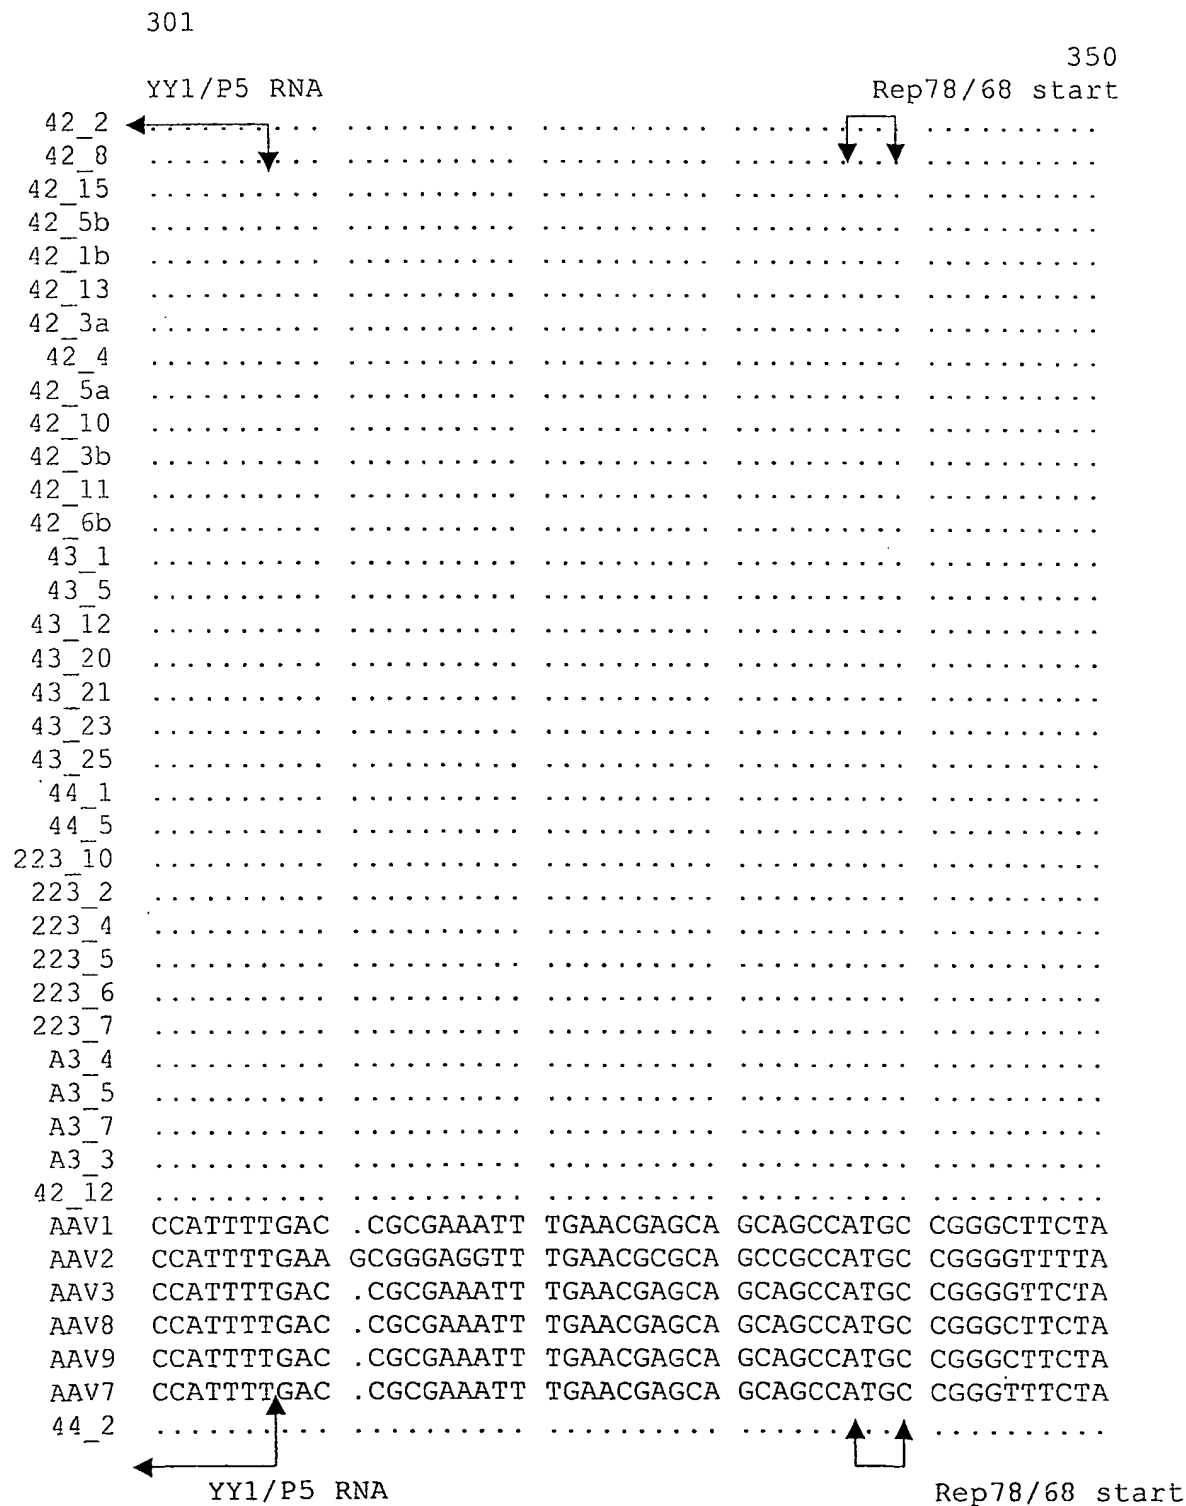 301
350
YY1/P5 RNA Rep78/68 start
42_2 .......... .......... .......... .......... ..........
42_8 .......... .......... .......... .......... ..........
42_15 .......... .......... .......... .......... ..........
42_5b .......... .......... .......... .......... ..........
42_1b .......... .......... .......... .......... ..........
42_13 .......... .......... .......... .......... ..........
42_3a .......... .......... .......... .......... ..........
42_4 .......... .......... .......... .......... ..........
42_5a .......... .......... .......... .......... ..........
42_10 .......... .......... .......... .......... ..........
42_3b .......... .......... .......... .......... ..........
42_11 .......... .......... .......... .......... ..........
42_6b .......... .......... .......... .......... ..........
43_1 .......... .......... .......... .......... ..........
43_5 .......... .......... .......... .......... ..........
43_12 .......... .......... .......... .......... ..........
43_20 .......... .......... .......... .......... ..........
43_21 .......... .......... .......... .......... ..........
43_23 .......... .......... .......... .......... ..........
43_25 .......... .......... .......... .......... ..........
44_1 .......... .......... .......... .......... ..........
44_5 .......... .......... .......... .......... ..........
223_10 .......... .......... .......... .......... ..........
223_2 .......... .......... .......... .......... ..........
223_4 .......... .......... .......... .......... ..........
223_5 .......... .......... .......... .......... ..........
223_6 .......... .......... .......... .......... ..........
223_7 .......... .......... .......... .......... ..........
A3_4 .......... .......... .......... .......... ..........
A3_5 .......... .......... .......... .......... ..........
A3_7 .......... .......... .......... .......... ..........
A3_3 .......... .......... .......... .......... ..........
42_12 .......... .......... .......... .......... ..........
AAV1 CCATTTTGAC .CGCGAAATT TGAACGAGCA GCAGCCATGC CGGGCTTCTA
AAV2 CCATTTTGAA GCGGGAGGTT TGAACGCGCA GCCGCCATGC CGGGGTTTTA
AAV3 CCATTTTGAC .CGCGAAATT TGAACGAGCA GCAGCCATGC CGGGGTTCTA
AAV8 CCATTTTGAC .CGCGAAATT TGAACGAGCA GCAGCCATGC CGGGCTTCTA
AAV9 CCATTTTGAC .CGCGAAATT TGAACGAGCA GCAGCCATGC CGGGCTTCTA
AAV7 CCATTTTGAC .CGCGAAATT TGAACGAGCA GCAGCCATGC CGGGTTTCTA
44_2 .......... .......... .......... .......... ..........
YY1/P5 RNA Rep78/68 start